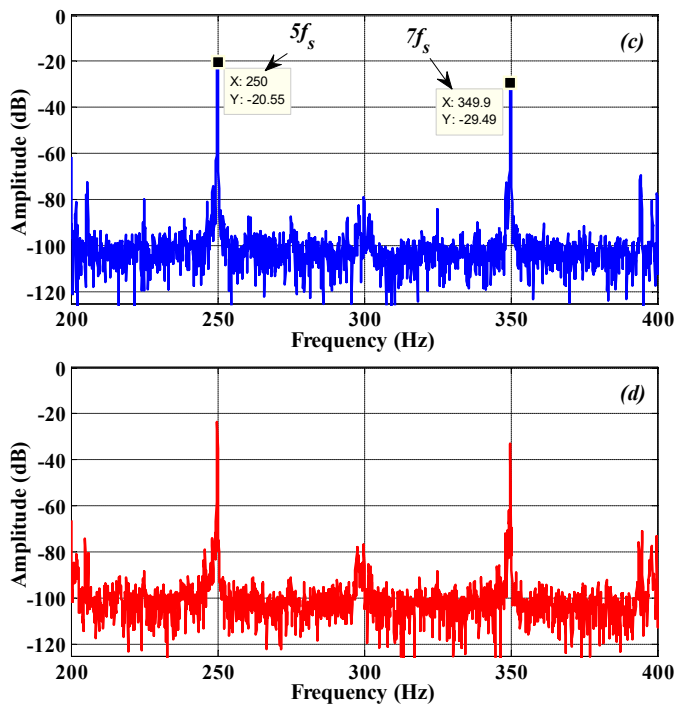 0
-20
-40
-60
-80
-100
-120
Amplitude (dB)
5fs
7fs
(c)
X: 250
Y: -20.55
X: 349.9
Y: -29.49
200 250 300 350 400
Frequency (Hz)
0
-20
-40
-60
-80
-100
-120
Amplitude (dB)
(d)
200 250 300 350 400
Frequency (Hz)